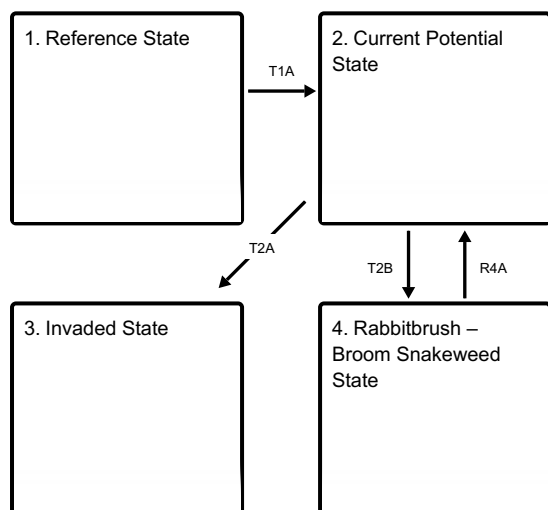 1. Reference State
T1A
2. Current Potential
State
T2A
T2B
R4A
3. Invaded State
4. Rabbitbrush –
Broom Snakeweed
State